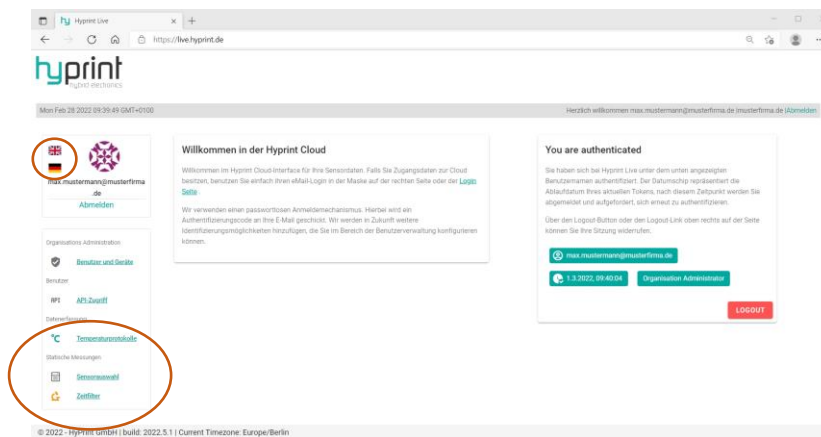 hy Hyprint Live
https://live.hyprint.de
hyprint
hybrid electronics
Mon Feb 28 2022 09:39:49 GMT+0100
Herzlich willkommen max.mustermann@musterfirma.de |musterfirma.de |Abmelden
max.mustermann@musterfirma
.de
Abmelden
Organisations Administration
Benutzer und Geräte
Benutzer
API API-Zugriff
Datenerfassung
°C Temperaturprotokolle
Statische Messungen
Sensorauswahl
Zeitfilter
Willkommen in der Hyprint Cloud
Willkommen im Hyprint Cloud-Interface für Ihre Sensordaten. Falls Sie Zugangsdaten zur Cloud
besitzen, benutzen Sie einfach ihren eMail-Login in der Maske auf der rechten Seite oder der Login
Seite.
Wir verwenden einen passwortlosen Anmeldemechanismus. Hierbei wird ein
Authentifizierungscode an Ihre E-Mail geschickt. Wir werden in Zukunft weitere
Identifizierungsmöglichkeiten hinzufügen, die Sie im Bereich der Benutzerverwaltung konfigurieren
können.
You are authenticated
Sie haben sich bei Hyprint Live unter dem unten angezeigten
Benutzernamen authentifiziert. Der Datumschip repräsentiert die
Ablaufdatum Ihres aktuellen Tokens, nach diesem Zeitpunkt werden Sie
abgemeldet und aufgefordert, sich erneut zu authentifizieren.
Über den Logout-Button oder den Logout-Link oben rechts auf der Seite
können Sie Ihre Sitzung widerrufen.
max.mustermann@musterfirma.de
1.3.2022, 09:40:04 Organisation Administrator
LOGOUT
© 2022 - HyPrint GmbH | build: 2022.5.1 | Current Timezone: Europe/Berlin